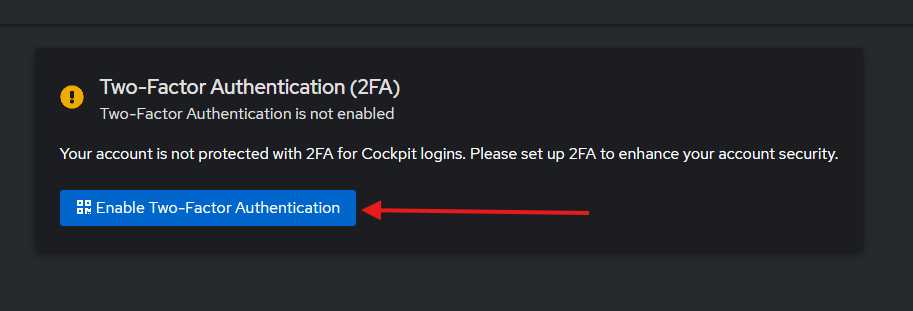 Two-Factor Authentication (2FA)
Two-Factor Authentication is not enabled
Your account is not protected with 2FA for Cockpit logins. Please set up 2FA to enhance your account security.
Enable Two-Factor Authentication